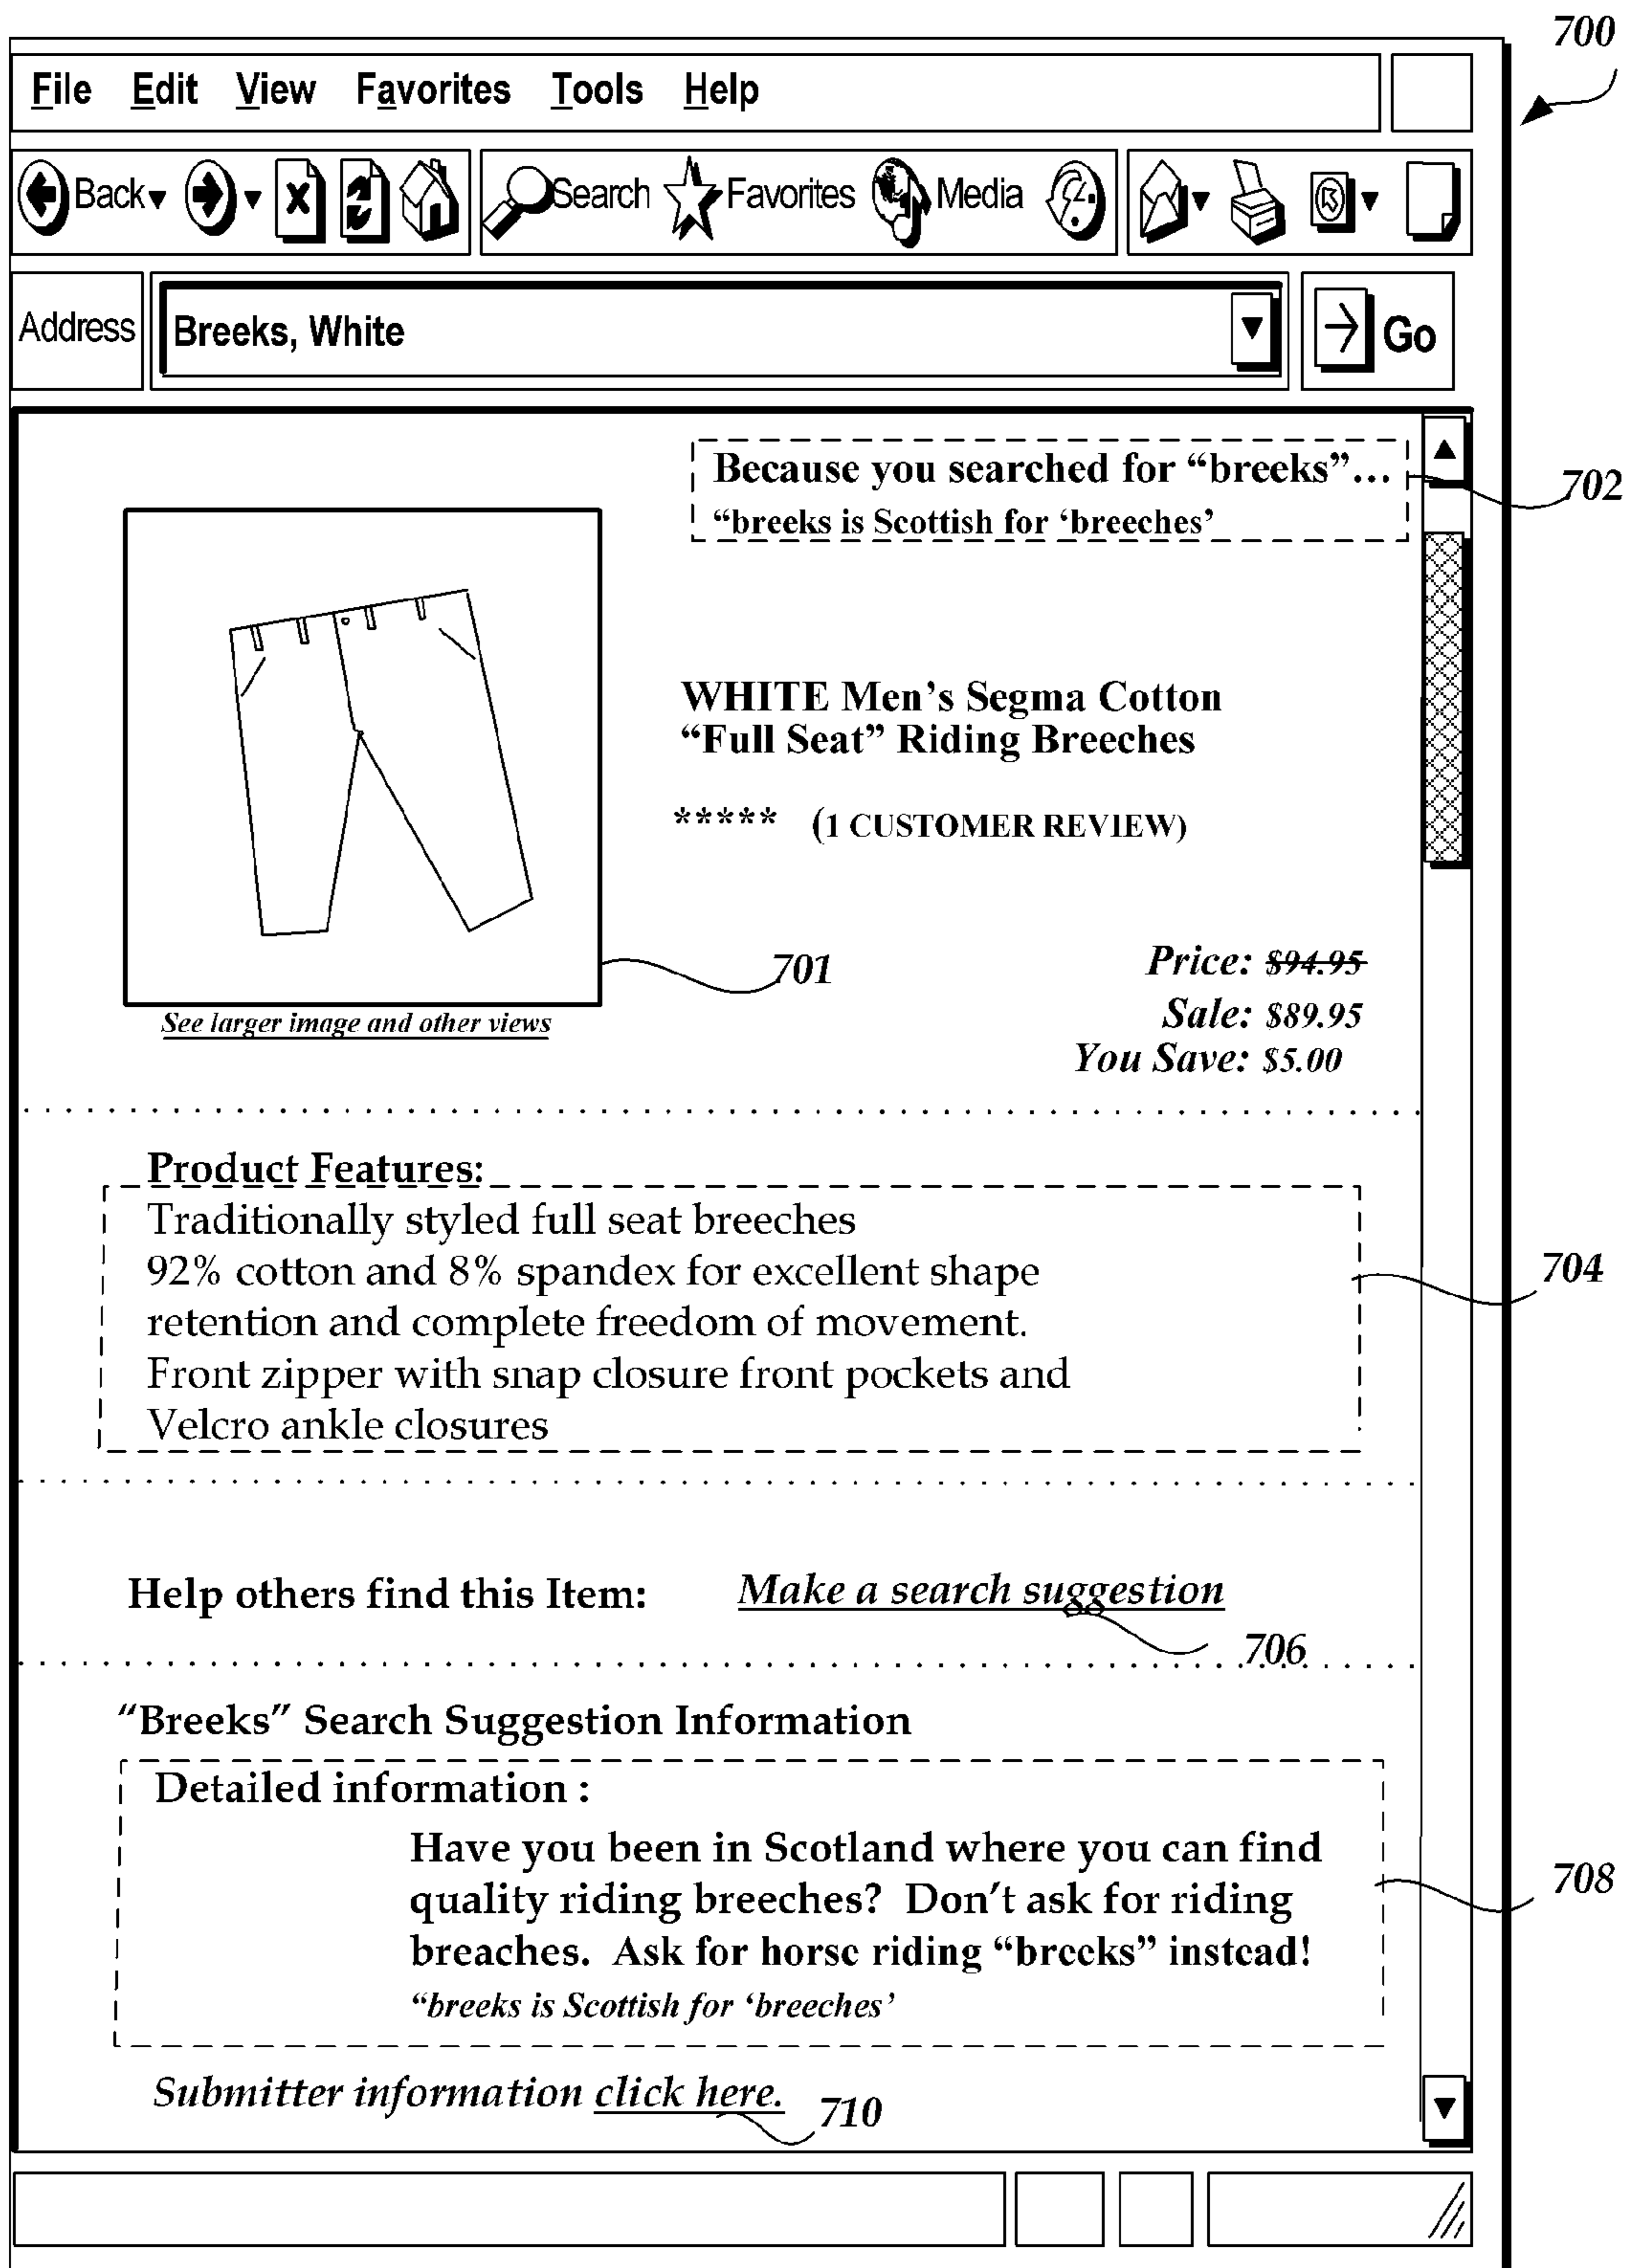 700
File Edit View Favorites Tools Help
Back Search Favorites Media
Address Breeks, White Go
Because you searched for “breeks”...
“breeks is Scottish for ‘breeches’
702
WHITE Men’s Segma Cotton
“Full Seat” Riding Breeches
***** (1 CUSTOMER REVIEW)
701
See larger image and other views
Price: $94.95
Sale: $89.95
You Save: $5.00
Product Features:
Traditionally styled full seat breeches
92% cotton and 8% spandex for excellent shape
retention and complete freedom of movement.
Front zipper with snap closure front pockets and
Velcro ankle closures
704
Help others find this Item: Make a search suggestion
706
“Breeks” Search Suggestion Information
Detailed information :
Have you been in Scotland where you can find
quality riding breeches? Don’t ask for riding
breaches. Ask for horse riding “breeks” instead!
“breeks is Scottish for ‘breeches’
708
Submitter information click here.
710